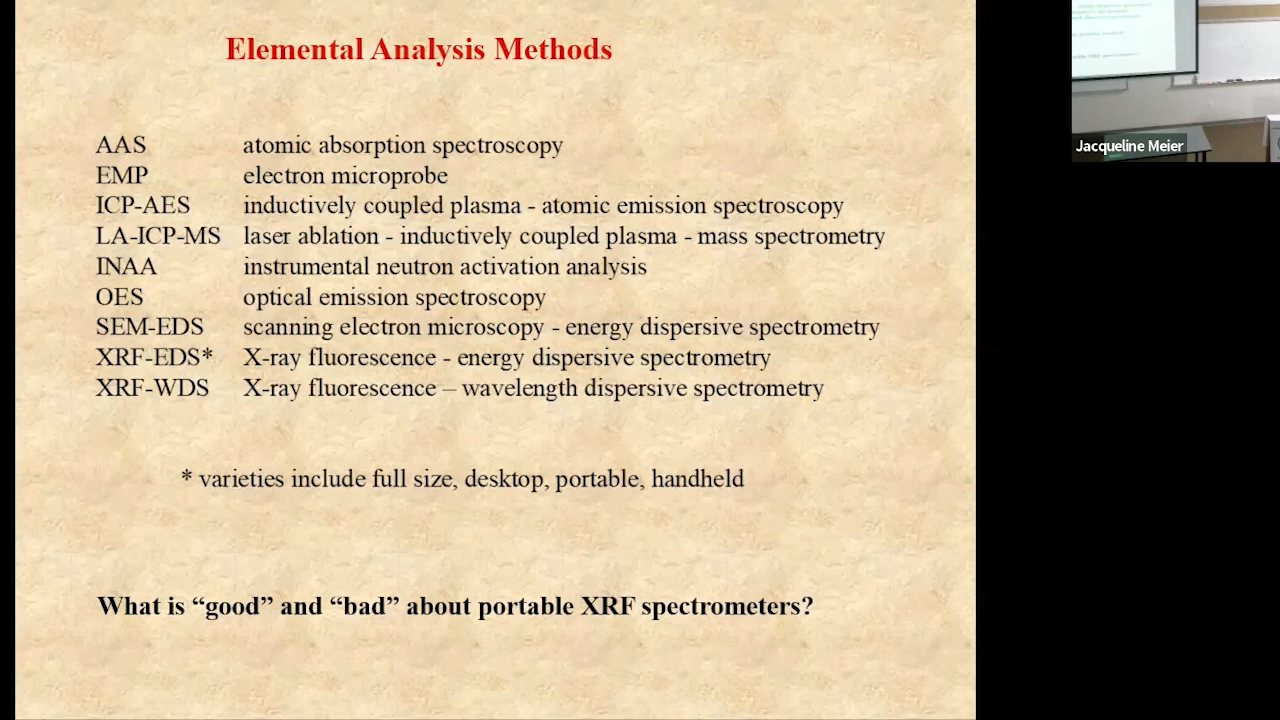 Elemental Analysis Methods
AAS atomic absorption spectroscopy
EMP electron microprobe
ICP-AES inductively coupled plasma - atomic emission spectroscopy
LA-ICP-MS laser ablation - inductively coupled plasma - mass spectrometry
INAA instrumental neutron activation analysis
OES optical emission spectroscopy
SEM-EDS scanning electron microscopy - energy dispersive spectrometry
XRF-EDS* X-ray fluorescence - energy dispersive spectrometry
XRF-WDS X-ray fluorescence – wavelength dispersive spectrometry
* varieties include full size, desktop, portable, handheld
What is “good” and “bad” about portable XRF spectrometers?
Jacqueline Meier